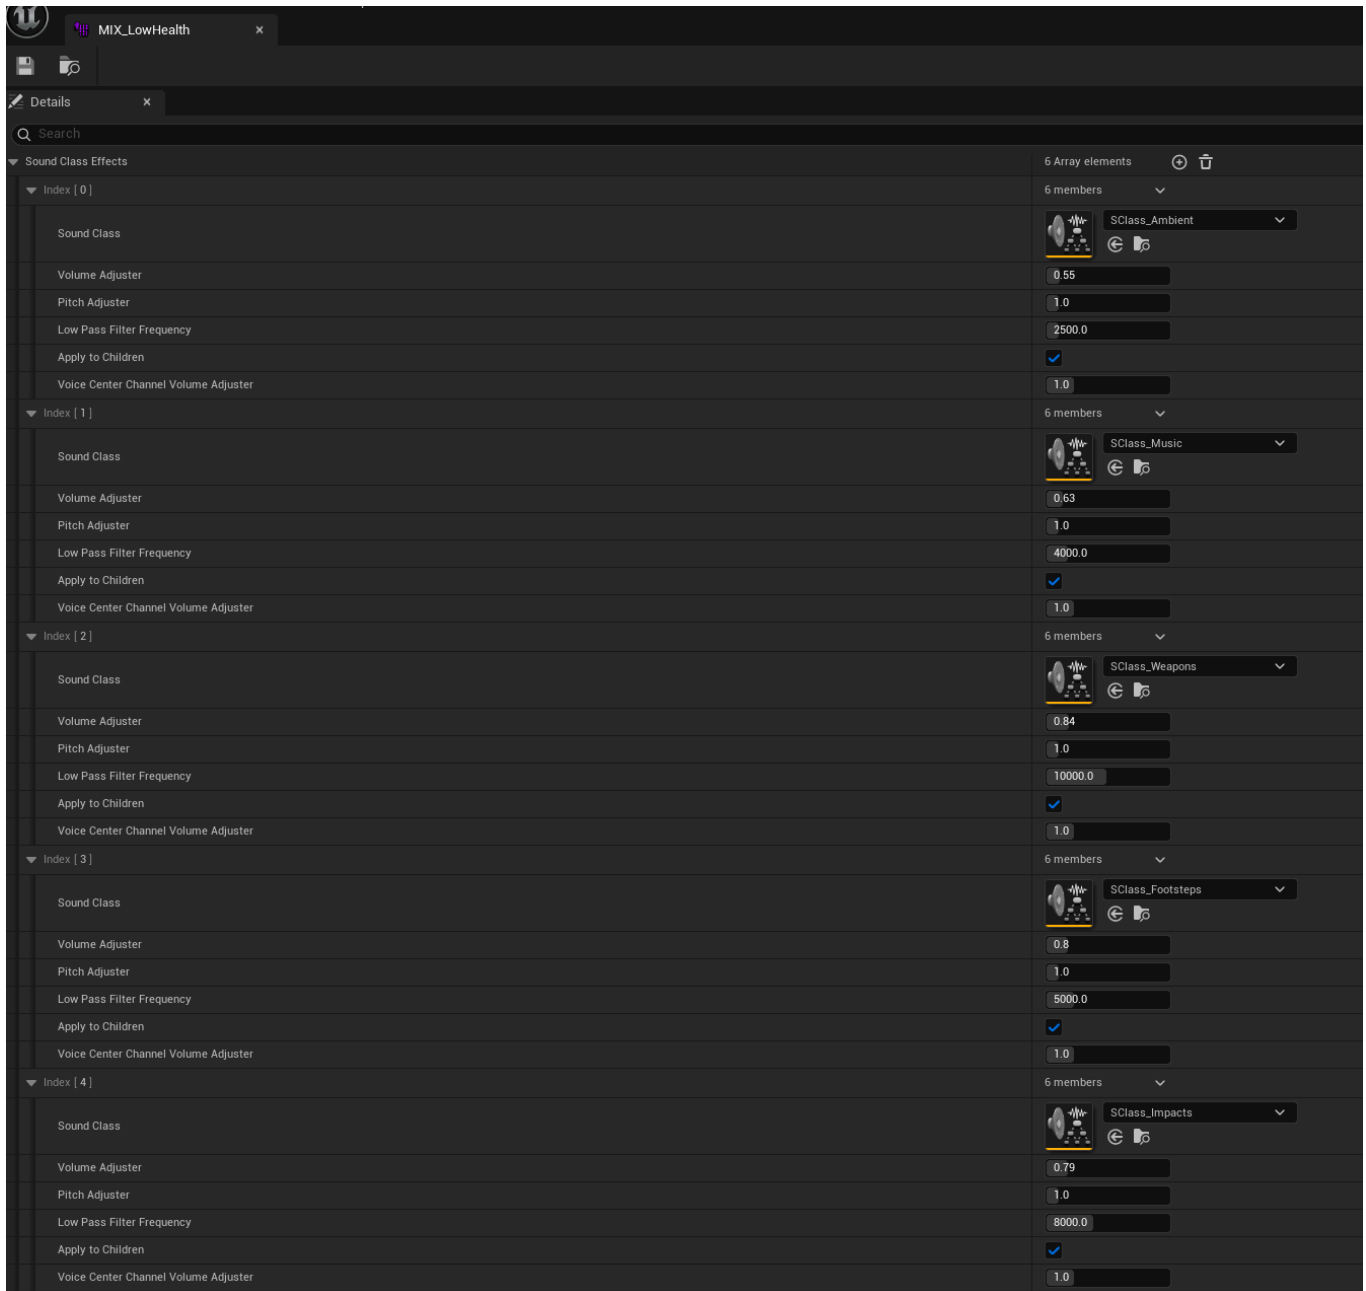 MIX_LowHealth
Details
Search
Sound Class Effects 6 Array elements
Index [ 0 ] 6 members
Sound Class SClass_Ambient
Volume Adjuster 0.55
Pitch Adjuster 1.0
Low Pass Filter Frequency 2500.0
Apply to Children
Voice Center Channel Volume Adjuster 1.0
Index [ 1 ] 6 members
Sound Class SClass_Music
Volume Adjuster 0.63
Pitch Adjuster 1.0
Low Pass Filter Frequency 4000.0
Apply to Children
Voice Center Channel Volume Adjuster 1.0
Index [ 2 ] 6 members
Sound Class SClass_Weapons
Volume Adjuster 0.84
Pitch Adjuster 1.0
Low Pass Filter Frequency 10000.0
Apply to Children
Voice Center Channel Volume Adjuster 1.0
Index [ 3 ] 6 members
Sound Class SClass_Footsteps
Volume Adjuster 0.8
Pitch Adjuster 1.0
Low Pass Filter Frequency 5000.0
Apply to Children
Voice Center Channel Volume Adjuster 1.0
Index [ 4 ] 6 members
Sound Class SClass_Impacts
Volume Adjuster 0.79
Pitch Adjuster 1.0
Low Pass Filter Frequency 8000.0
Apply to Children
Voice Center Channel Volume Adjuster 1.0